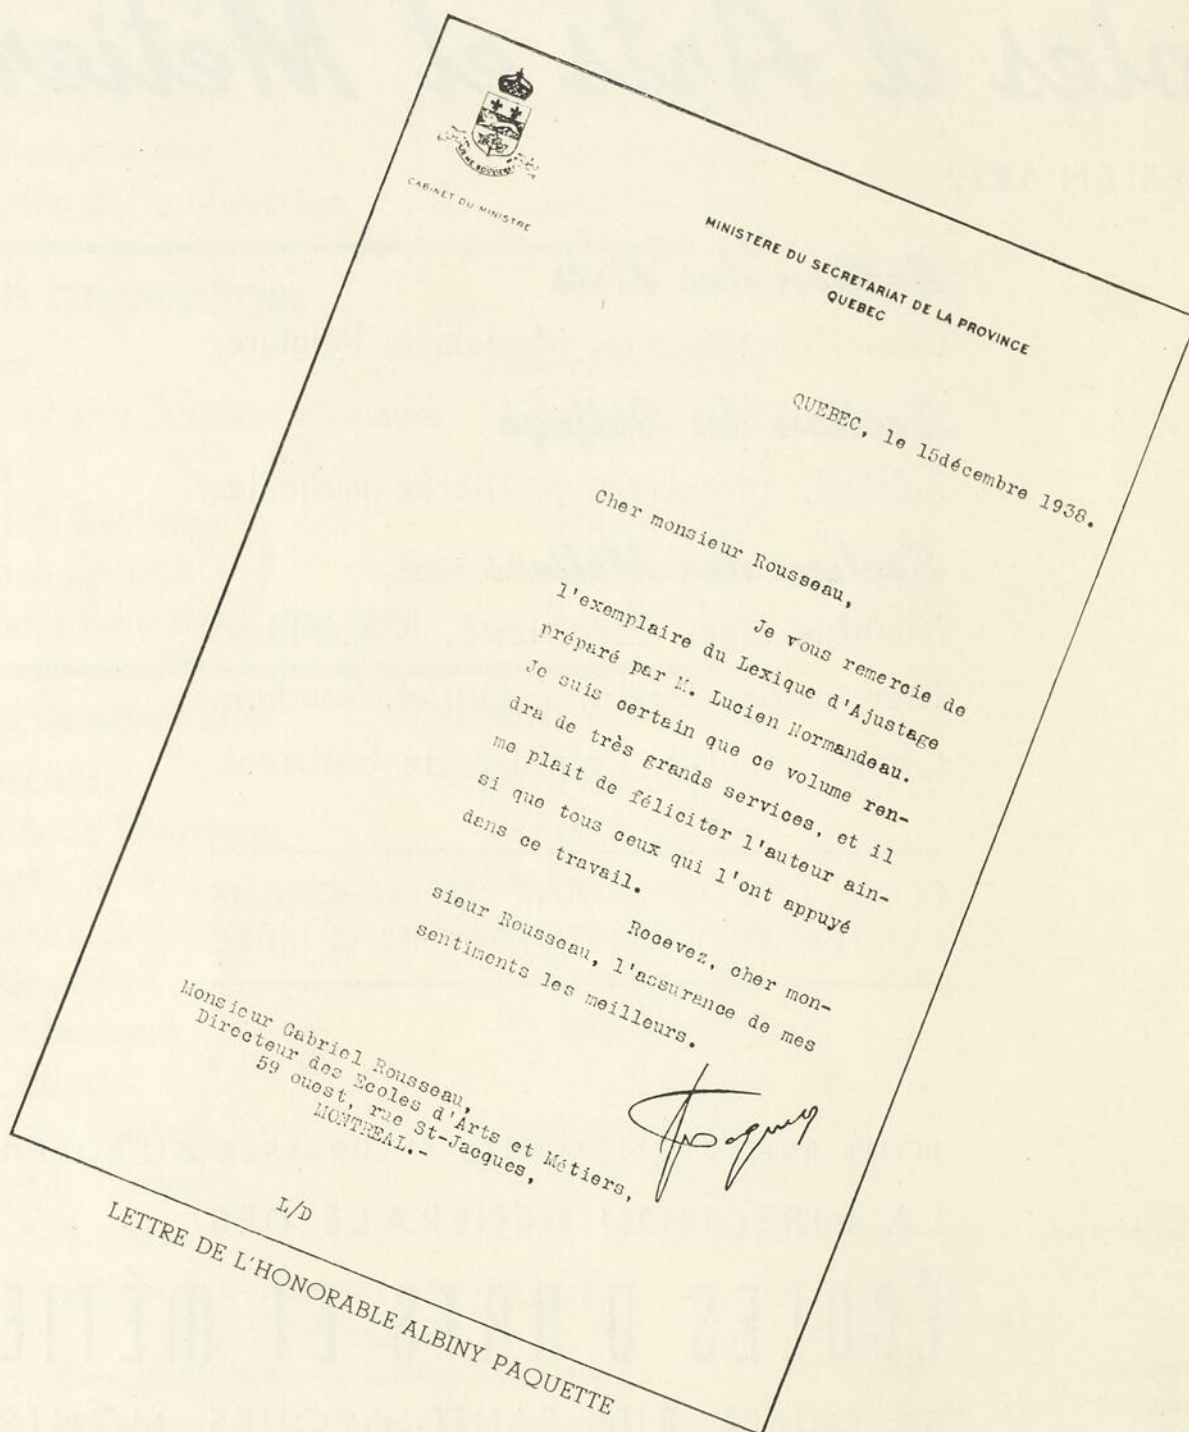 JE ME SOUVIENS
CABINET DU MINISTRE
MINISTERE DU SECRETARIAT DE LA PROVINCE
QUEBEC
QUEBEC, le 15décembre 1938.
Cher monsieur Rousseau,
Je vous remercie de
l'exemplaire du Lexique d'Ajustage
préparé par M. Lucien Normandeau.
Je suis certain que ce volume ren-
dra de très grands services, et il
me plait de féliciter l'auteur ain-
si que tous ceux qui l'ont appuyé
dans ce travail.
Recevez, cher mon-
sieur Rousseau, l'assurance de mes
sentiments les meilleurs.
Monsieur Gabriel Rousseau,
Directeur des Ecoles d'Arts et Métiers,
59 ouest, rue St-Jacques,
MONTREAL.-
L/D
LETTRE DE L'HONORABLE ALBINY PAQUETTE